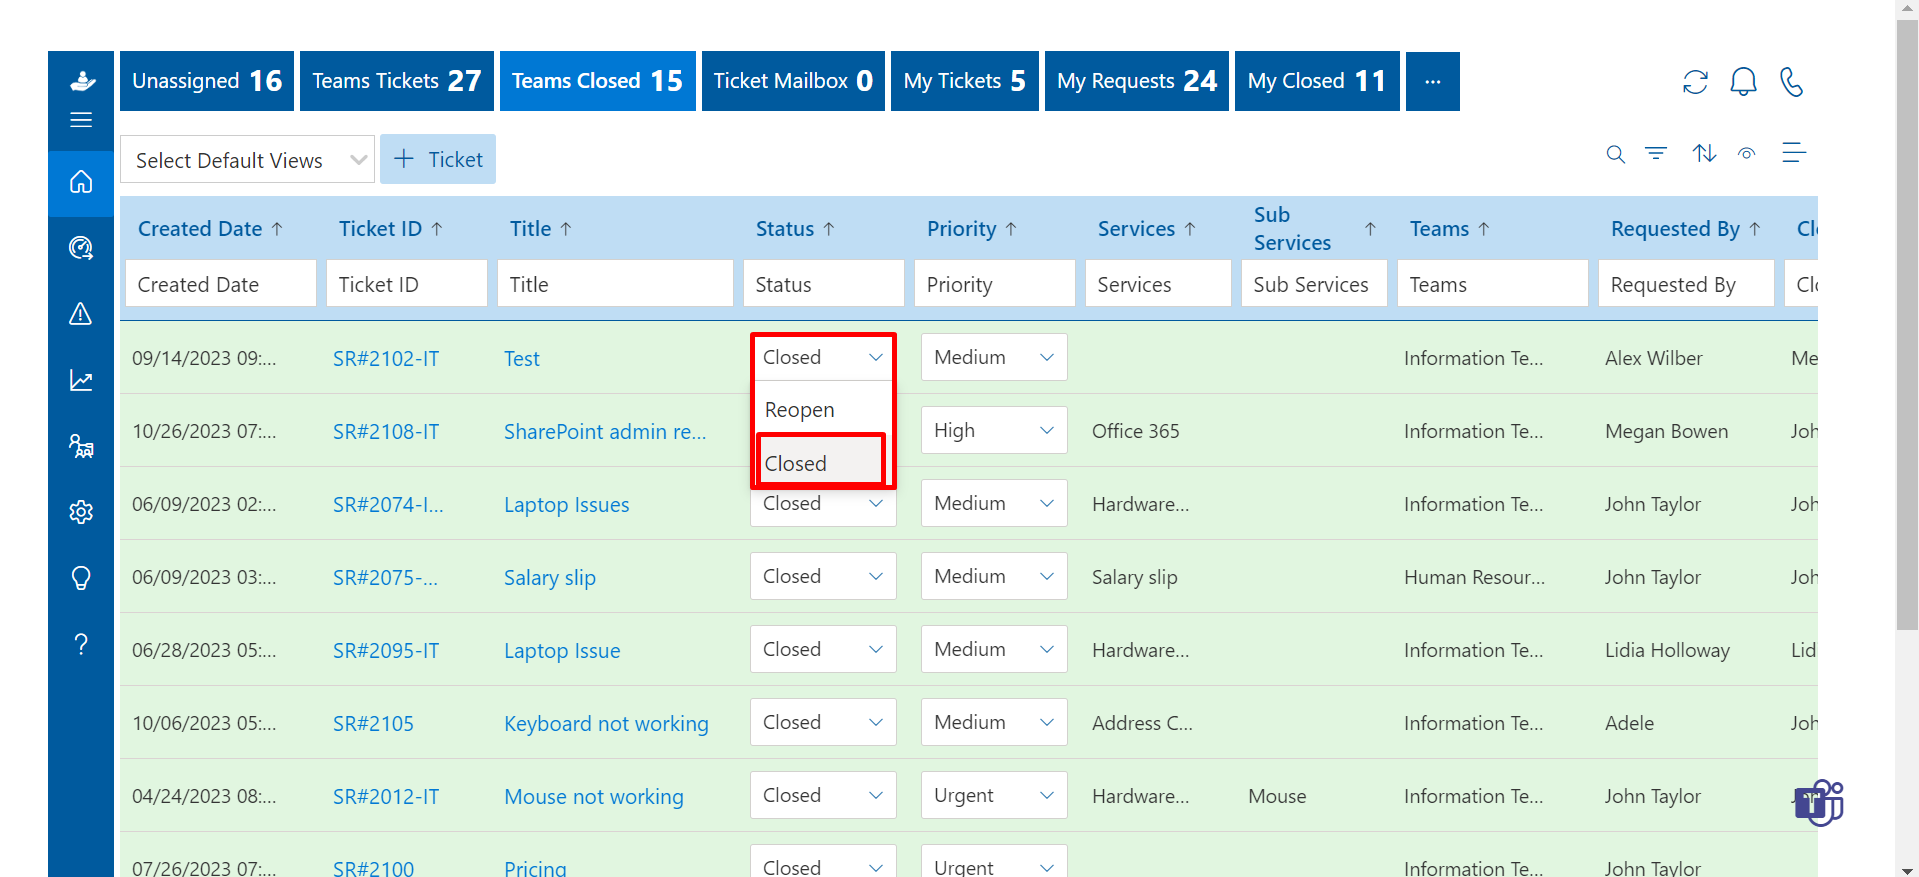 Unassigned 16 Teams Tickets 27 Teams Closed 15 Ticket Mailbox 0 My Tickets 5 My Requests 24 My Closed 11 ...
Select Default Views + Ticket
Created Date ↑ Ticket ID ↑ Title ↑ Status ↑ Priority ↑ Services ↑ Sub Services ↑ Teams ↑ Requested By ↑ Cl
Created Date Ticket ID Title Status Priority Services Sub Services Teams Requested By Clo
09/14/2023 09:... SR#2102-IT Test Closed Medium Information Te... Alex Wilber Me
Reopen
10/26/2023 07:... SR#2108-IT SharePoint admin re... High Office 365 Information Te... Megan Bowen Joh
Closed
06/09/2023 02:... SR#2074-I... Laptop Issues Closed Medium Hardware... Information Te... John Taylor Joh
06/09/2023 03:... SR#2075-... Salary slip Closed Medium Salary slip Human Resour... John Taylor Joh
06/28/2023 05:... SR#2095-IT Laptop Issue Closed Medium Hardware... Information Te... Lidia Holloway Lid
10/06/2023 05:... SR#2105 Keyboard not working Closed Medium Address C... Information Te... Adele Joh
04/24/2023 08:... SR#2012-IT Mouse not working Closed Urgent Hardware... Mouse Information Te... John Taylor
07/26/2023 07:... SR#2100 Pricing Closed Urgent Information Te... John Taylor